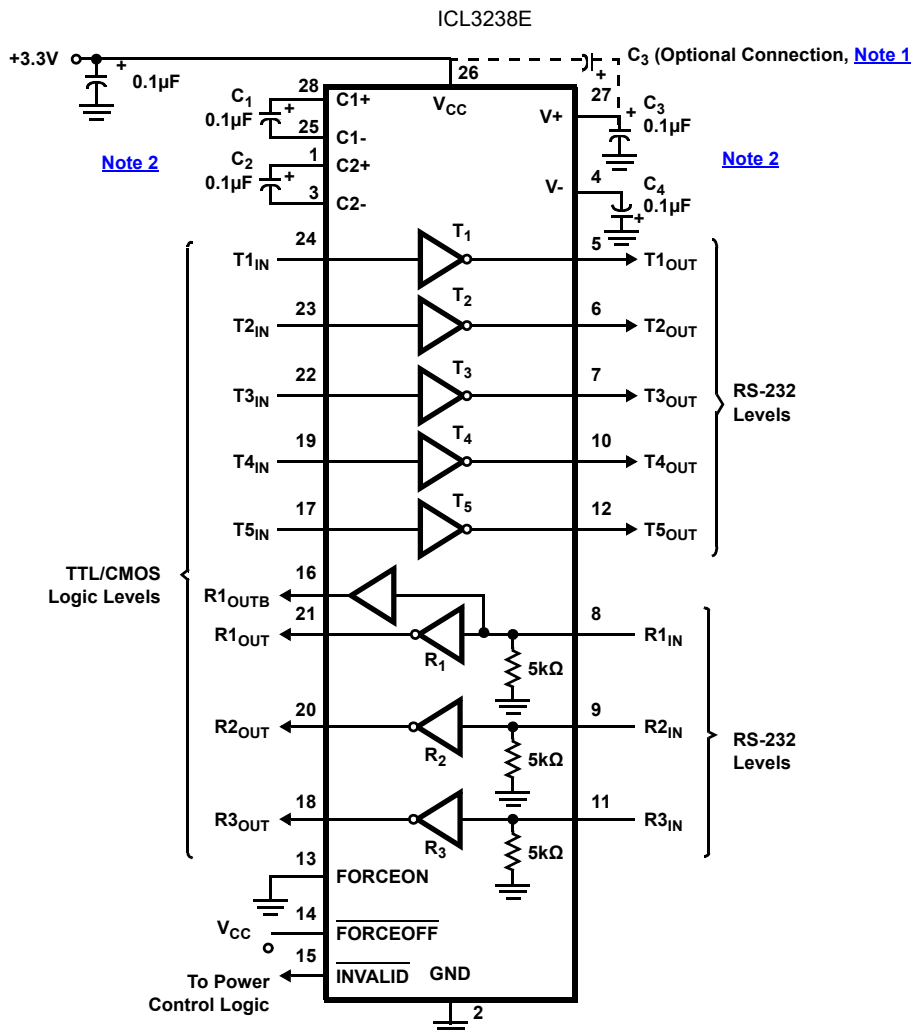 ICL3238E
+3.3V
+
0.1µF
C3 (Optional Connection, Note 1
+
26
27
28
C1
0.1µF
+
C1+
VCC
V+
C3
0.1µF
+
25
C1-
Note 2
1
C2
0.1µF
+
C2+
Note 2
3
C2-
V-
4
C4
0.1µF
+
24
T1IN
T1
5
T1OUT
23
T2IN
T2
6
T2OUT
22
T3IN
T3
7
T3OUT
RS-232
Levels
19
T4IN
T4
10
T4OUT
17
T5IN
T5
12
T5OUT
TTL/CMOS
Logic Levels
16
R1OUTB
21
R1OUT
R1
8
R1IN
5kΩ
20
R2OUT
R2
9
R2IN
5kΩ
RS-232
Levels
18
R3OUT
R3
11
R3IN
5kΩ
13
FORCEON
14
VCC
FORCEOFF
15
To Power
Control Logic
INVALID
GND
2